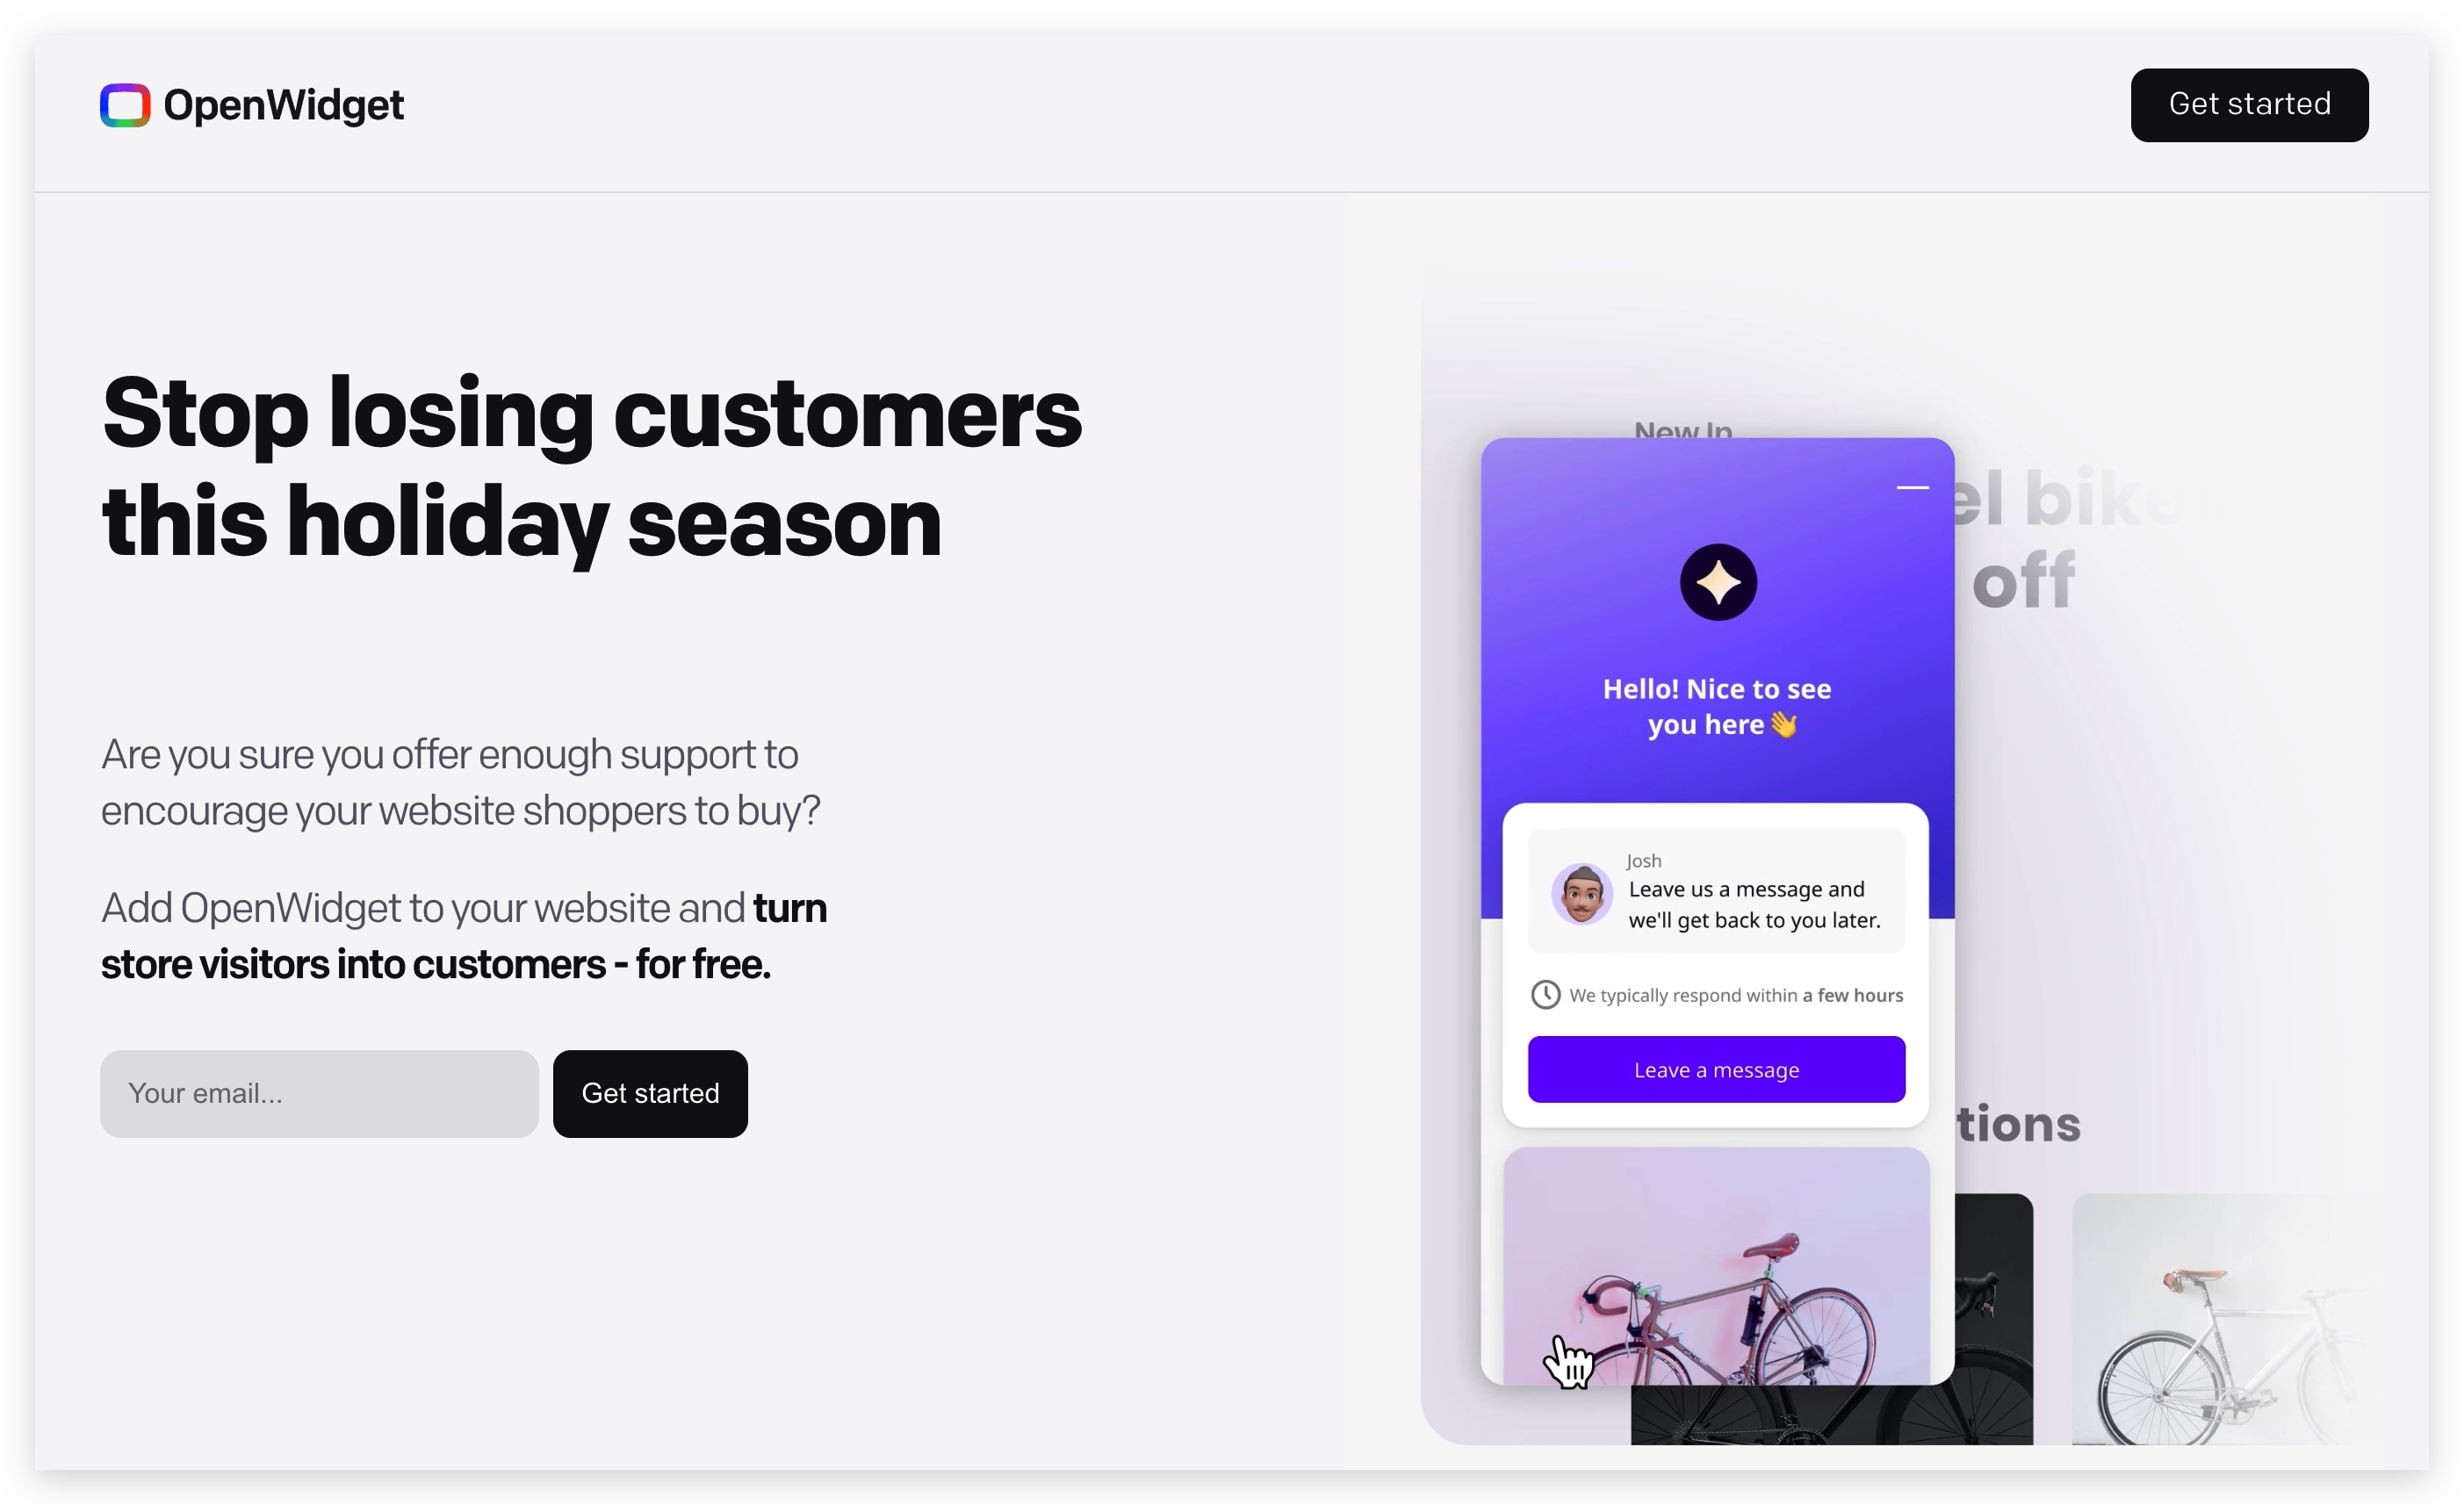 OpenWidget
Get started
Stop losing customers
this holiday season
Are you sure you offer enough support to
encourage your website shoppers to buy?
Add OpenWidget to your website and turn
store visitors into customers - for free.
Your email...
Get started
New In
off
Hello! Nice to see
you here👋
Josh
Leave us a message and
we'll get back to you later.
We typically respond within a few hours
Leave a message